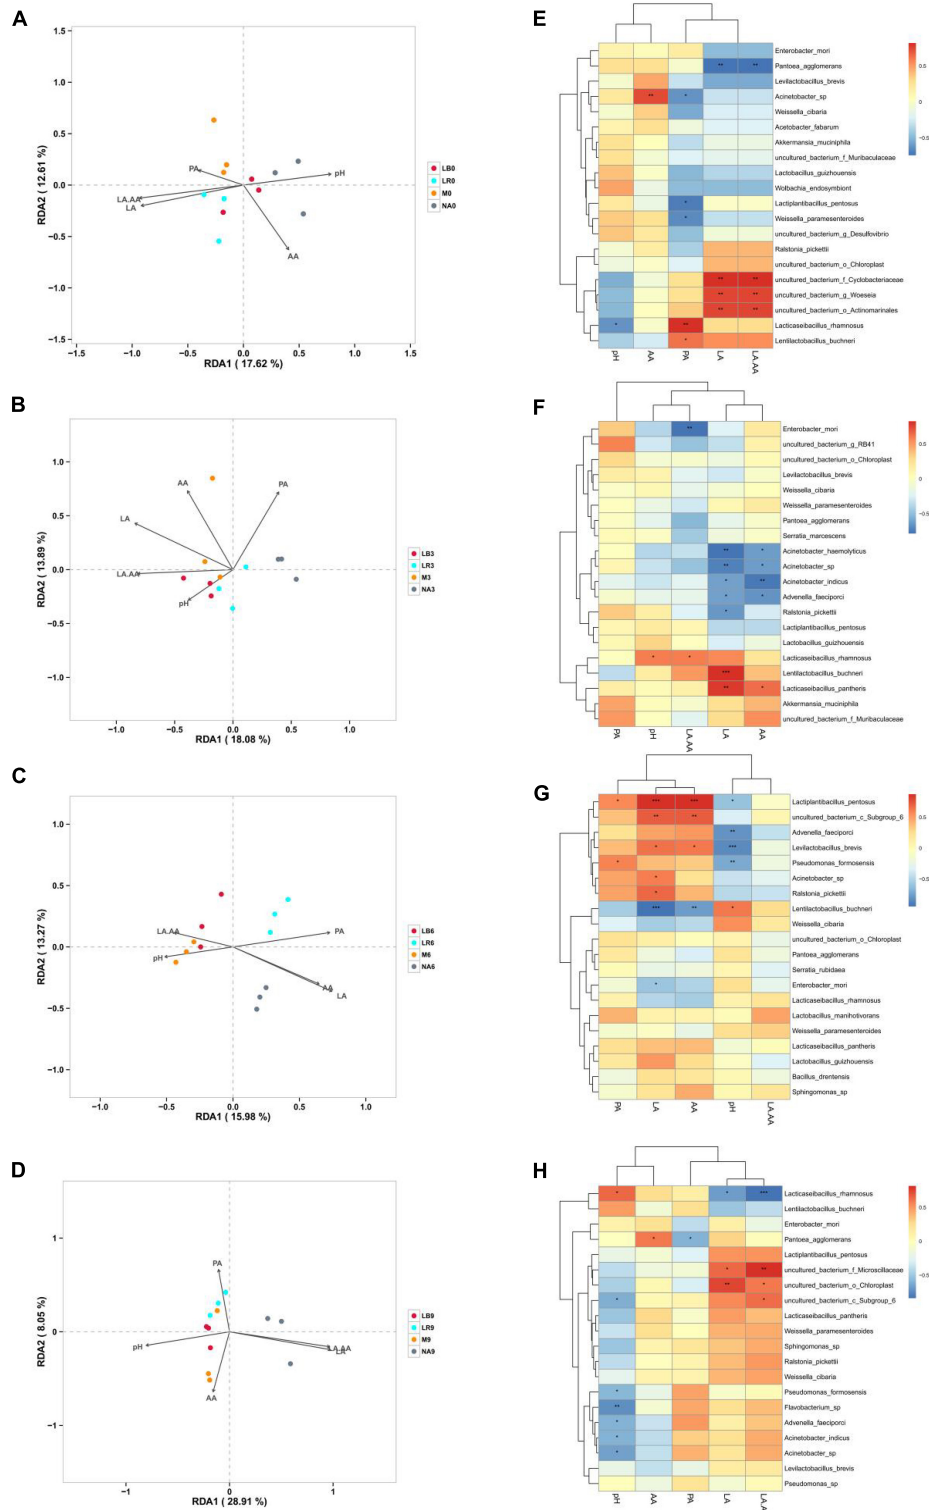 A
1.5
1.0
0.5
0.0
−0.5
−1.0
−1.5
−1.5
−1.0
−0.5
0.0
0.5
1.0
1.5
RDA2 ( 12.61 %)
RDA1 ( 17.62 %)
PA
pH
LA.AA
LA
AA
LB0
LR0
M0
NA0
E
Enterobacter_mori
Pantoea_agglomerans
Levilactobacillus_brevis
Acinetobacter_sp
Weissella_cibaria
Acetobacter_fabarum
Akkermansia_muciniphila
uncultured_bacterium_f_Muribaculaceae
Lactobacillus_guizhouensis
Wolbachia_endosymbiont
Lactiplantibacillus_pentosus
Weissella_paramesenteroides
uncultured_bacterium_g_Desulfovibrio
Ralstonia_pickettii
uncultured_bacterium_o_Chloroplast
uncultured_bacterium_f_Cyclobacteriaceae
uncultured_bacterium_g_Woeseia
uncultured_bacterium_o_Actinomarinales
Lacticaseibacillus_rhamnosus
Lentilactobacillus_buchneri
pH
AA
PA
LA
LA.AA
0.5
0
−0.5
B
1.0
0.5
0.0
−0.5
−1.0
−1.0
−0.5
0.0
0.5
1.0
RDA2 ( 13.89 %)
RDA1 ( 18.08 %)
AA
PA
LA
LA.AA
pH
LB3
LR3
M3
NA3
F
Enterobacter_mori
uncultured_bacterium_g_RB41
uncultured_bacterium_o_Chloroplast
Levilactobacillus_brevis
Weissella_cibaria
Weissella_paramesenteroides
Pantoea_agglomerans
Serratia_marcescens
Acinetobacter_haemolyticus
Acinetobacter_sp
Acinetobacter_indicus
Advenella_faeciporci
Ralstonia_pickettii
Lactiplantibacillus_pentosus
Lactobacillus_guizhouensis
Lacticaseibacillus_rhamnosus
Lentilactobacillus_buchneri
Lacticaseibacillus_pantheris
Akkermansia_muciniphila
uncultured_bacterium_f_Muribaculaceae
PA
pH
LA.AA
LA
AA
0.5
0
−0.5
C
1.0
0.5
0.0
−0.5
−1.0
−1.0
−0.5
0.0
0.5
1.0
RDA2 ( 13.27 %)
RDA1 ( 15.98 %)
LA.AA
PA
pH
AA
LA
LB6
LR6
M6
NA6
G
Lactiplantibacillus_pentosus
uncultured_bacterium_c_Subgroup_6
Advenella_faeciporci
Levilactobacillus_brevis
Pseudomonas_formosensis
Acinetobacter_sp
Ralstonia_pickettii
Lentilactobacillus_buchneri
Weissella_cibaria
uncultured_bacterium_o_Chloroplast
Pantoea_agglomerans
Serratia_rubidaea
Enterobacter_mori
Lacticaseibacillus_rhamnosus
Lactobacillus_manihotivorans
Weissella_paramesenteroides
Lacticaseibacillus_pantheris
Lactobacillus_guizhouensis
Bacillus_drentensis
Sphingomonas_sp
PA
LA
AA
pH
LA.AA
0.5
0
−0.5
D
1
0
−1
−1
0
1
RDA2 ( 8.05 %)
RDA1 ( 28.91 %)
PA
pH
LA.AA
LA
AA
LB9
LR9
M9
NA9
H
Lacticaseibacillus_rhamnosus
Lentilactobacillus_buchneri
Enterobacter_mori
Pantoea_agglomerans
Lactiplantibacillus_pentosus
uncultured_bacterium_f_Microscillaceae
uncultured_bacterium_o_Chloroplast
uncultured_bacterium_c_Subgroup_6
Lacticaseibacillus_pantheris
Weissella_paramesenteroides
Sphingomonas_sp
Ralstonia_pickettii
Weissella_cibaria
Pseudomonas_formosensis
Flavobacterium_sp
Advenella_faeciporci
Acinetobacter_indicus
Acinetobacter_sp
Levilactobacillus_brevis
Pseudomonas_sp
pH
AA
PA
LA
LA.A
0.5
0
−0.5